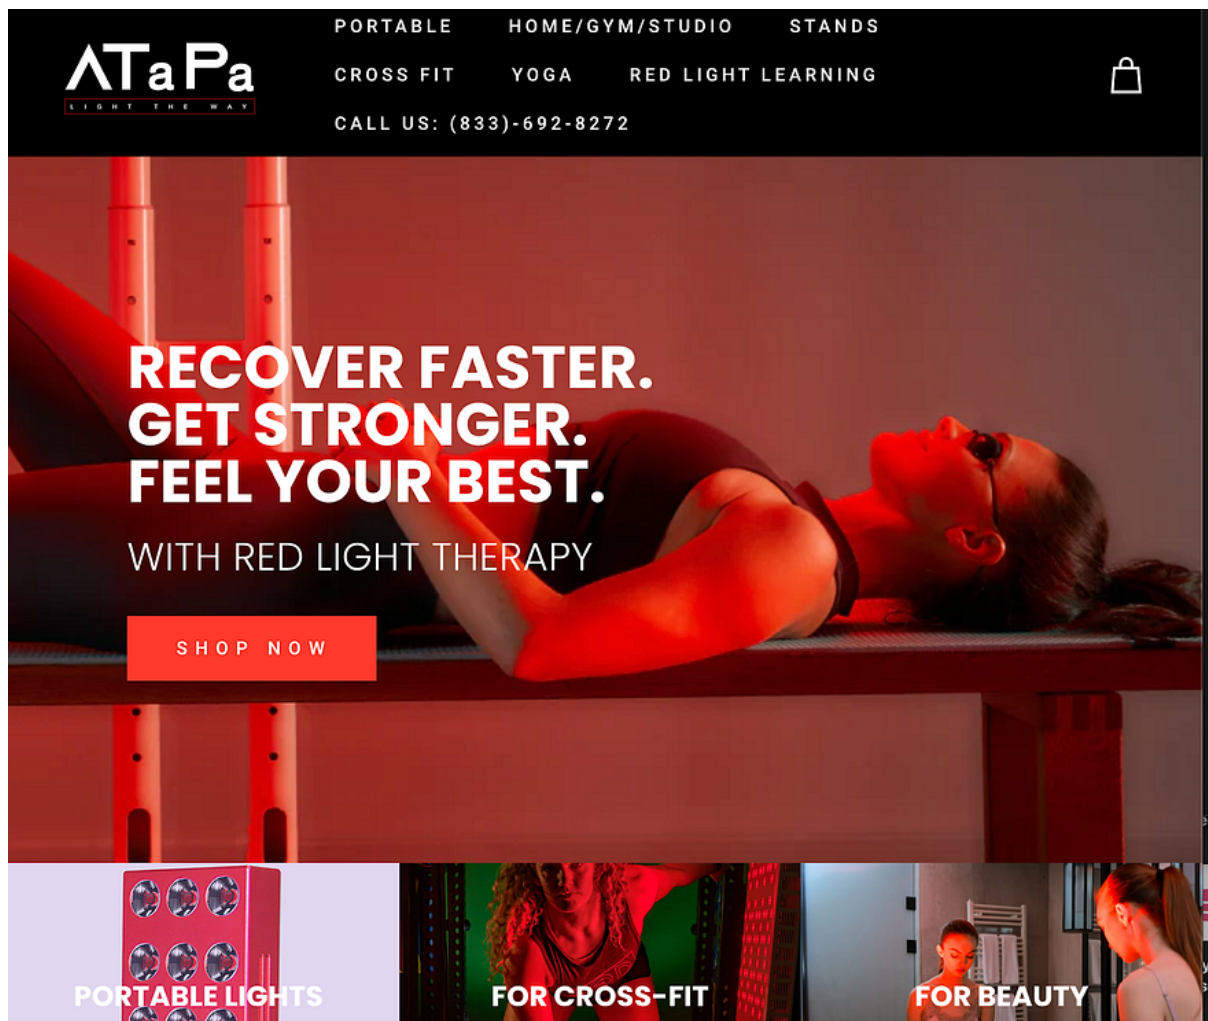 PORTABLE HOME/GYM/STUDIO STANDS
ATaPa
LIGHT THE WAY
CROSS FIT YOGA RED LIGHT LEARNING
CALL US: (833)-692-8272
RECOVER FASTER.
GET STRONGER.
FEEL YOUR BEST.
WITH RED LIGHT THERAPY
SHOP NOW
PORTABLE LIGHTS
FOR CROSS-FIT
FOR BEAUTY